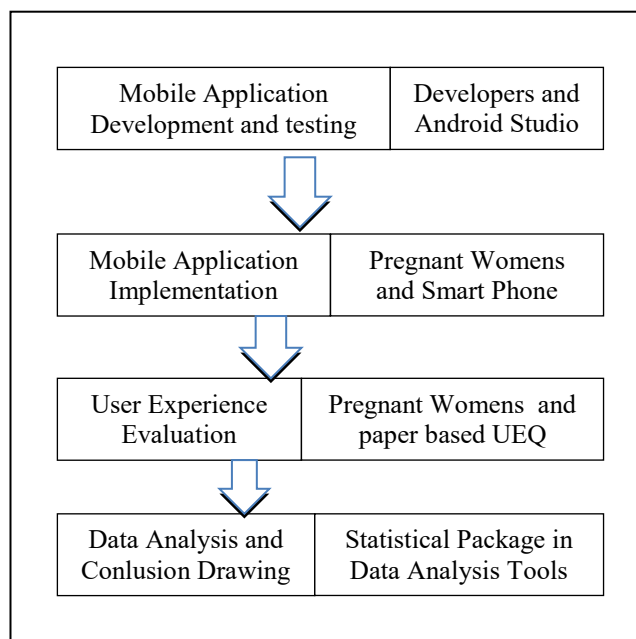 Mobile Application
Development and testing
Developers and
Android Studio
Mobile Application
Implementation
Pregnant Womens
and Smart Phone
User Experience
Evaluation
Pregnant Womens and
paper based UEQ
Data Analysis and
Conlusion Drawing
Statistical Package in
Data Analysis Tools